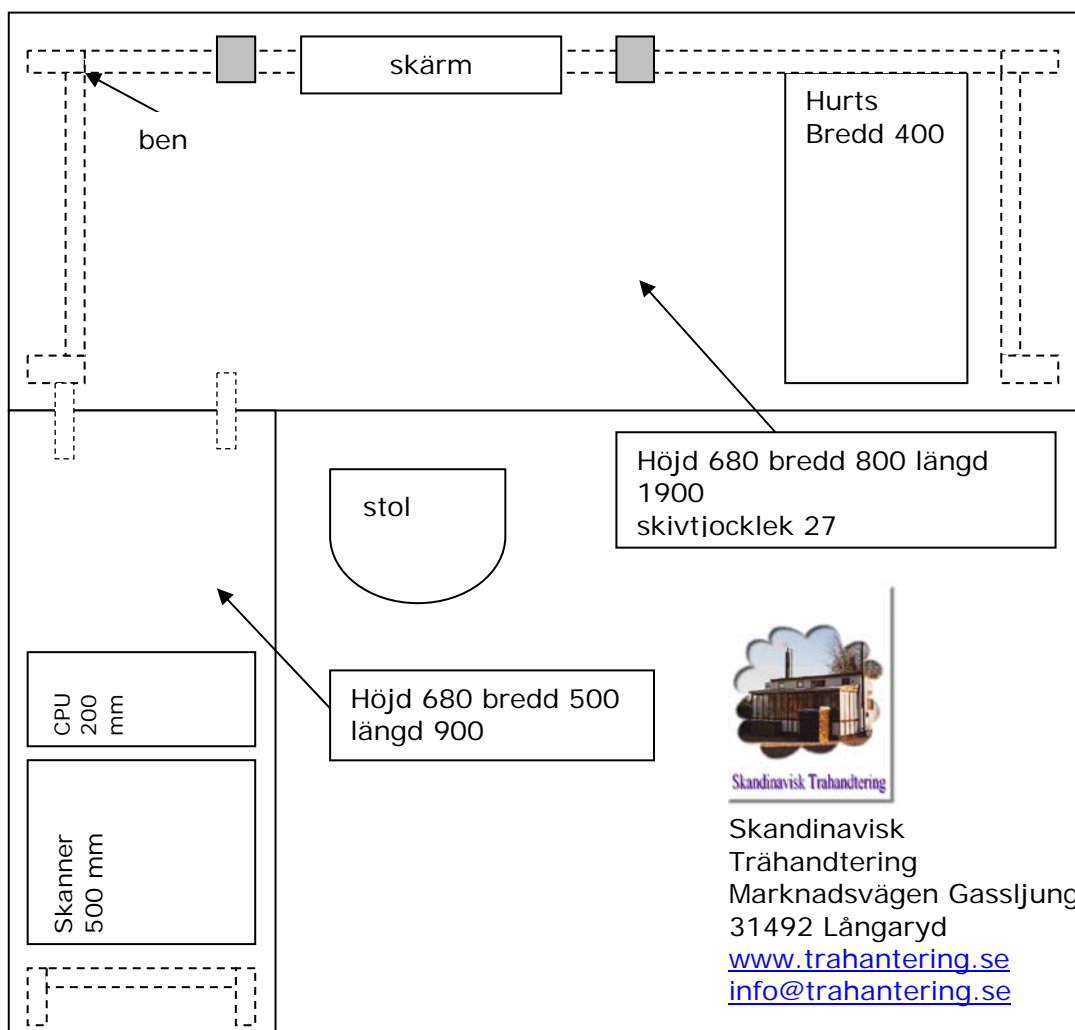 skärm
Hurts
Bredd 400
ben
Höjd 680 bredd 800 längd
1900
skivtjocklek 27
stol
Höjd 680 bredd 500
längd 900
CPU
200
mm
Skanner
500 mm
Skandinavisk Trahandtering
Skandinavisk
Trähandtering
Marknadsvägen Gassljung
31492 Långaryd
www.trahantering.se
info@trahantering.se